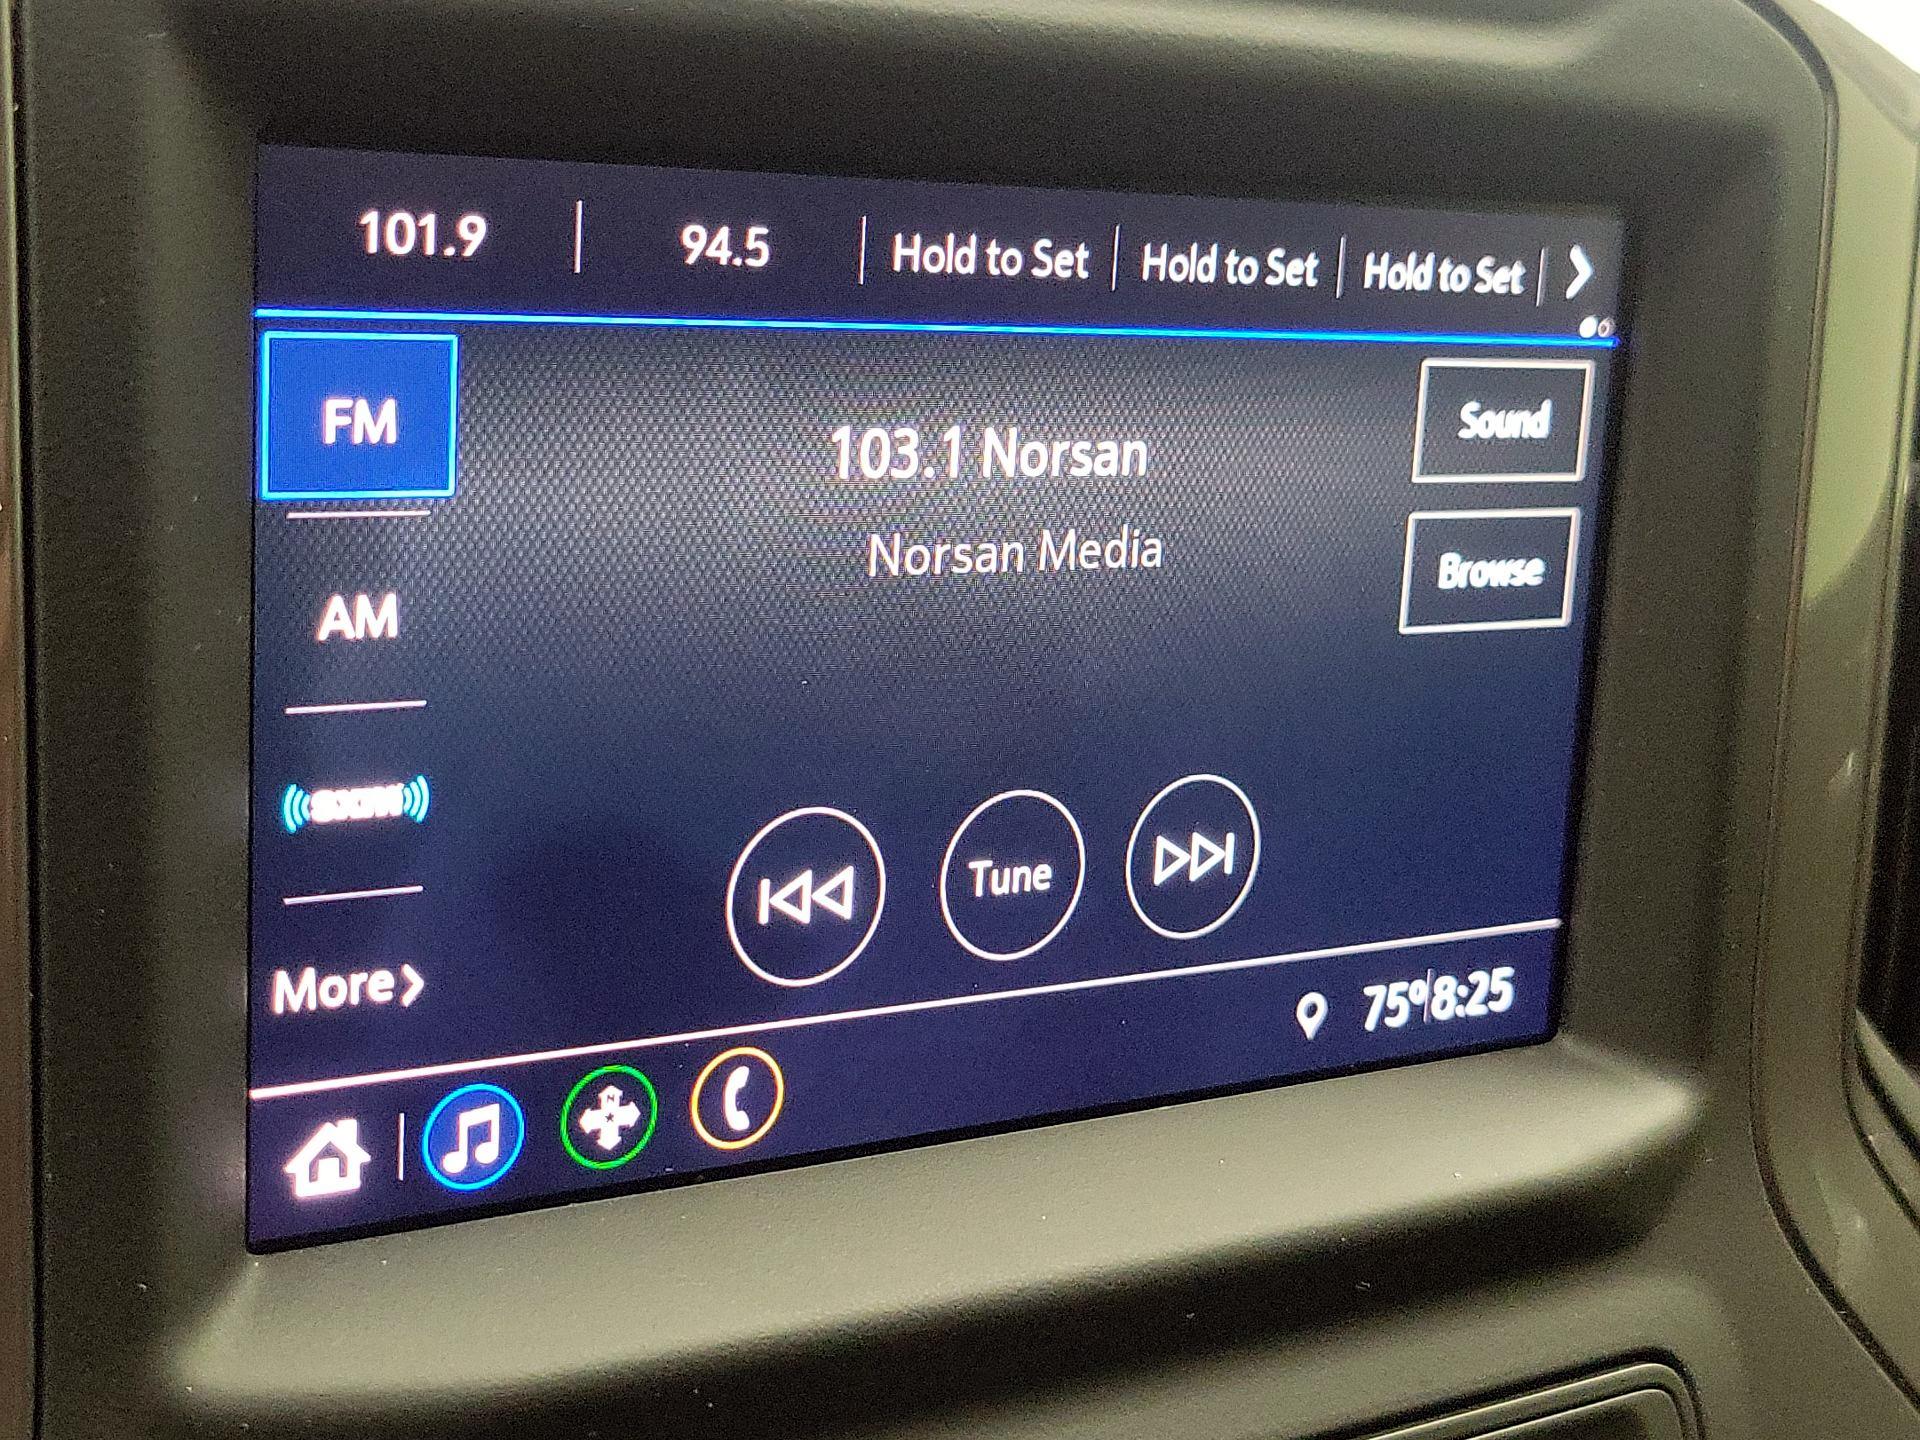 101.9
94.5
Hold to Set
Hold to Set
Hold to Set
FM
103.1 Norsan
Sound
Norsan Media
Browse
AM
sxm
Tune
More
75° 8:25
N